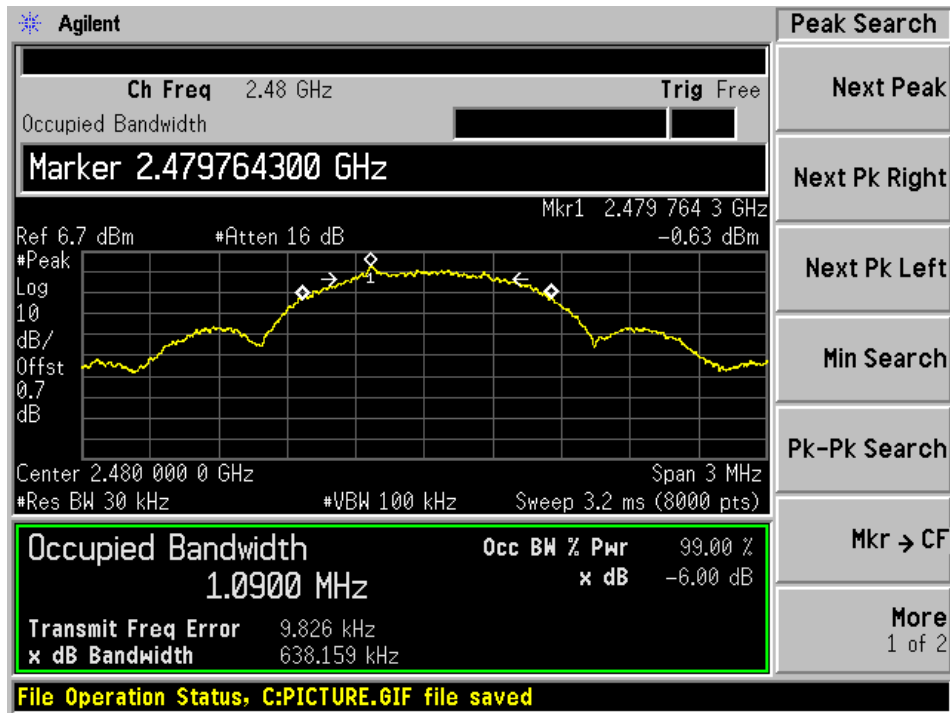 Agilent
Peak Search
Ch Freq 2.48 GHz
Trig Free
Occupied Bandwidth
Marker 2.479764300 GHz
Mkr1 2.479 764 3 GHz
Ref 6.7 dBm #Atten 16 dB -0.63 dBm
#Peak
Log
10
dB/
Offst
0.7
dB
1
Center 2.480 000 0 GHz Span 3 MHz
#Res BW 30 kHz #VBW 100 kHz Sweep 3.2 ms (8000 pts)
Occupied Bandwidth
1.0900 MHz
Occ BW % Pwr 99.00 %
x dB -6.00 dB
Transmit Freq Error 9.826 kHz
x dB Bandwidth 638.159 kHz
File Operation Status, C:PICTURE.GIF file saved
Next Peak
Next Pk Right
Next Pk Left
Min Search
Pk-Pk Search
Mkr → CF
More
1 of 2